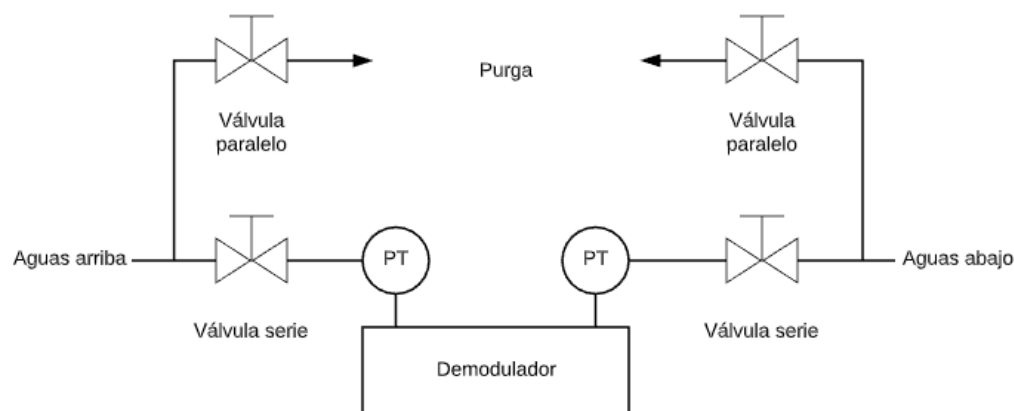 Purga
Válvula
paralelo
Válvula
paralelo
Aguas arriba
PT
PT
Aguas abajo
Válvula serie
Válvula serie
Demodulador